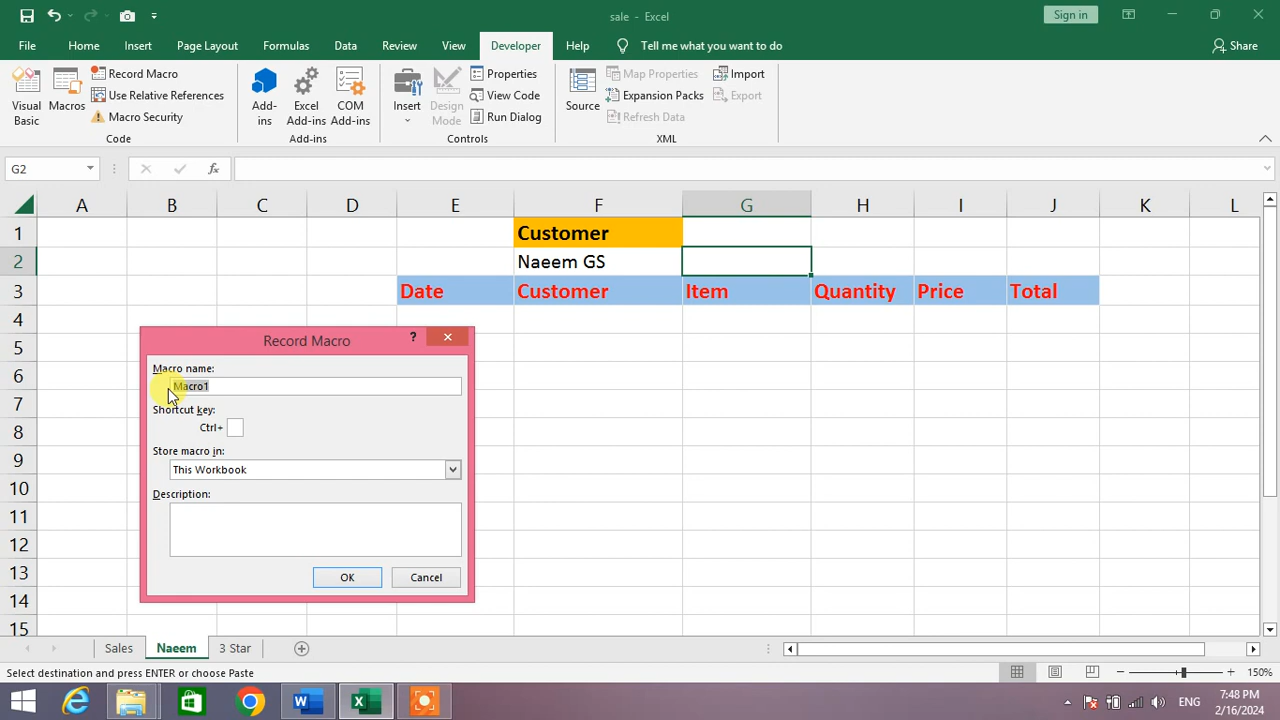 sale - Excel
Sign in
File Home Insert Page Layout Formulas Data Review View Developer Help Tell me what you want to do Share
Visual Basic
Macros
Record Macro
Use Relative References
Macro Security
Code
Add-ins
Excel Add-ins
COM Add-ins
Add-ins
Insert
Design Mode
Properties
View Code
Run Dialog
Controls
Source
Map Properties
Expansion Packs
Refresh Data
Import
Export
XML
G2 fx
A B C D E F G H I J K L
1 Customer
2 Naeem GS
3 Date Customer Item Quantity Price Total
4
5
6
7
8
9
10
11
12
13
14
15
Record Macro ?
Macro name:
Macro1
Shortcut key:
Ctrl+
Store macro in:
This Workbook
Description:
OK Cancel
Sales Naeem 3 Star
Select destination and press ENTER or choose Paste
150%
ENG
7:48 PM
2/16/2024